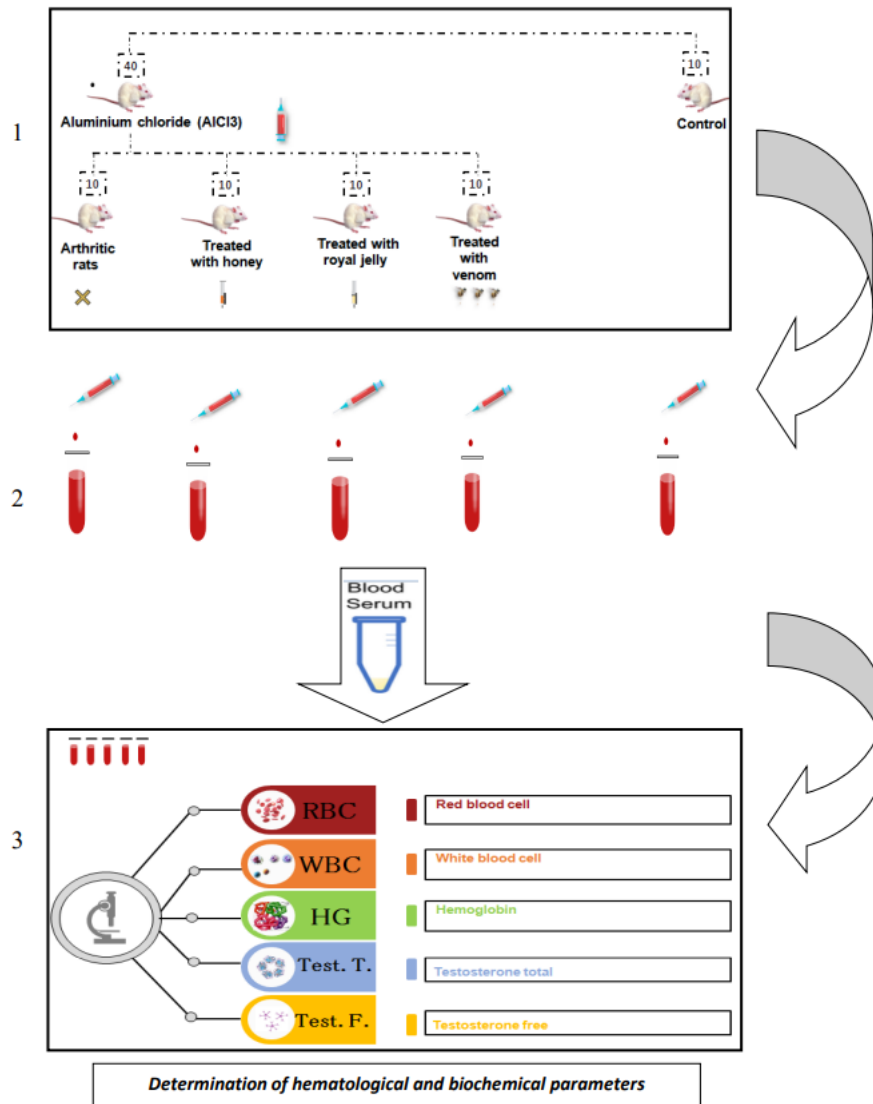 40
10
Aluminium chloride (AlCl3)
Control
1
10
10
10
10
Arthritic
rats
Treated
with honey
Treated with
royal jelly
Treated
with
venom
2
Blood
Serum
3
RBC
Red blood cell
WBC
White blood cell
HG
Hemoglobin
Test. T.
Testosterone total
Test. F.
Testosterone free
Determination of hematological and biochemical parameters